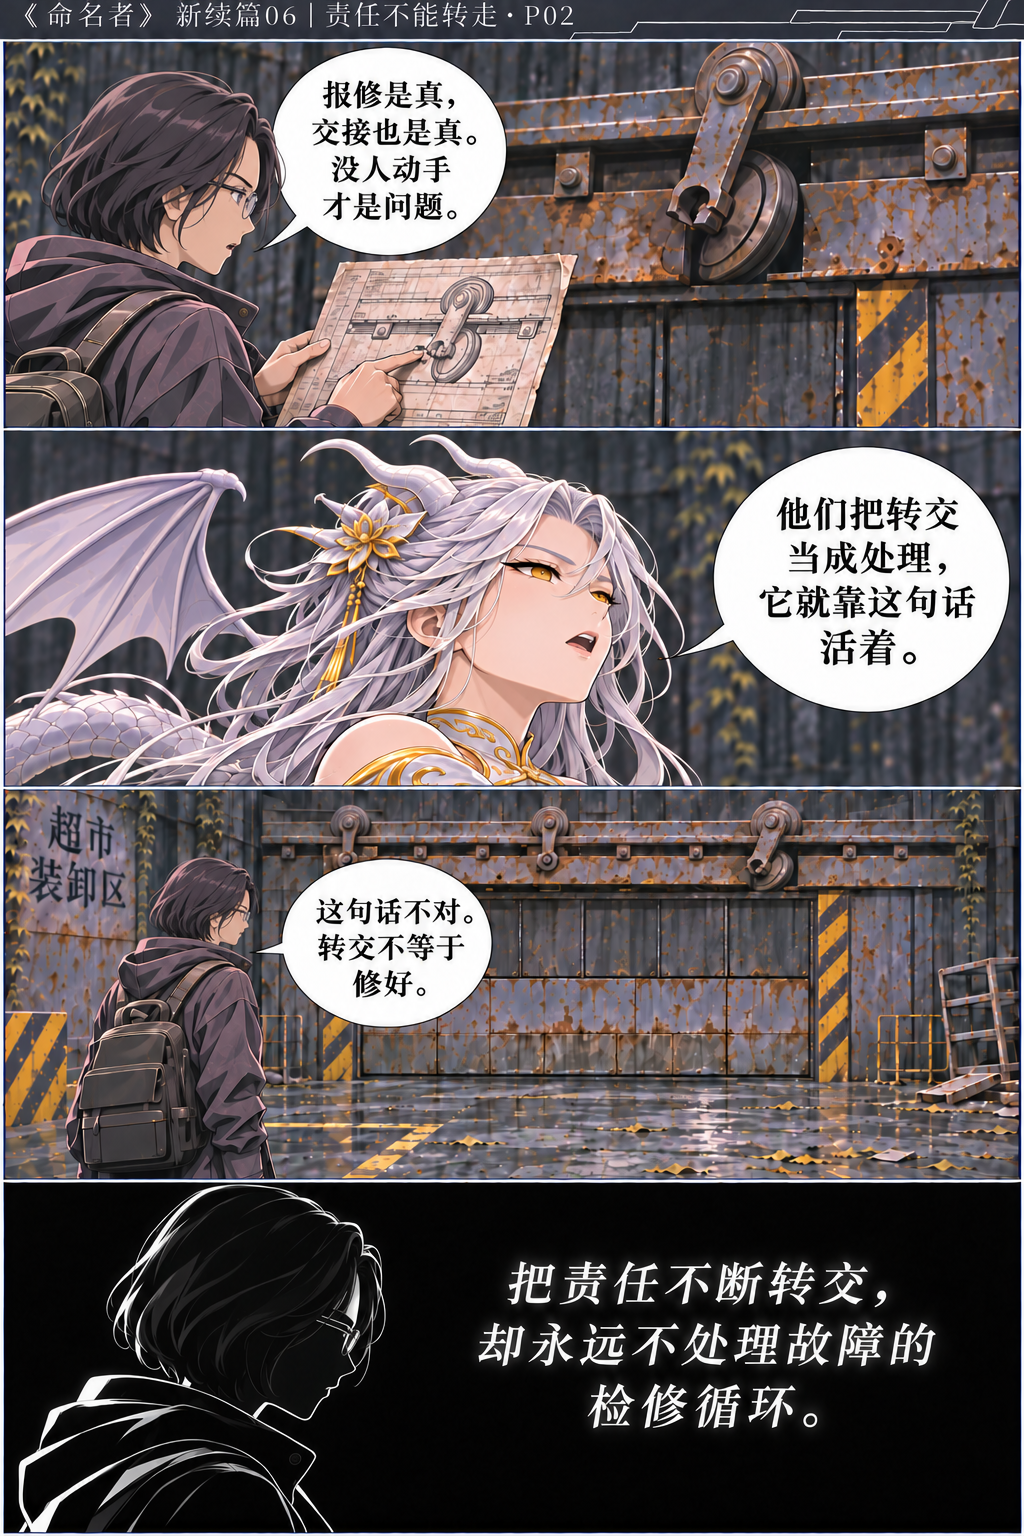 《命名者》 新续篇06 | 责任不能转走·P02
报修是真，
交接也是真。
没人动手
才是问题。
他们把转交
当成处理，
它就靠这句话
活着。
超市
装卸区
这句话不对。
转交不等于
修好。
把责任不断转交，
却永远不处理故障的
检修循环。